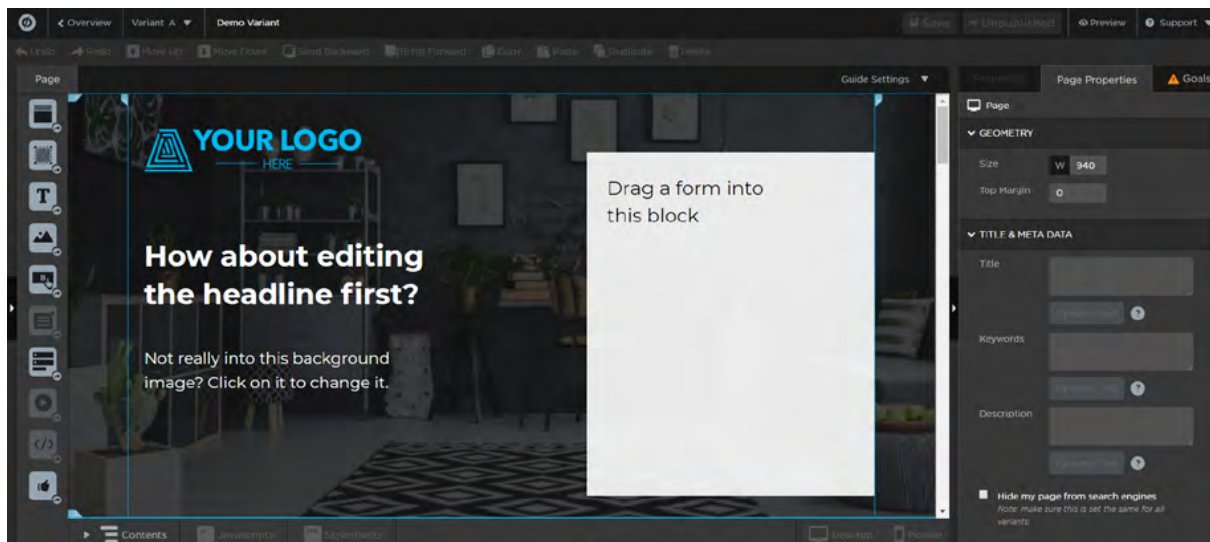 Overview Variant A Demo Variant Save Unpublished Preview Support
Undo Redo Move Up Move Down Send Backward Bring Forward Copy Paste Duplicate Delete
Page Guide Settings Properties Page Properties Goals
Page
GEOMETRY
Size W 940
Top Margin 0
TITLE & META DATA
Title
Keywords
Description
Hide my page from search engines
Note: make sure this is set the same for all
variants
YOUR LOGO
HERE
How about editing
the headline first?
Not really into this background
image? Click on it to change it.
Drag a form into
this block
T
</>
Contents Javascripts Stylesheets Desktop Mobile